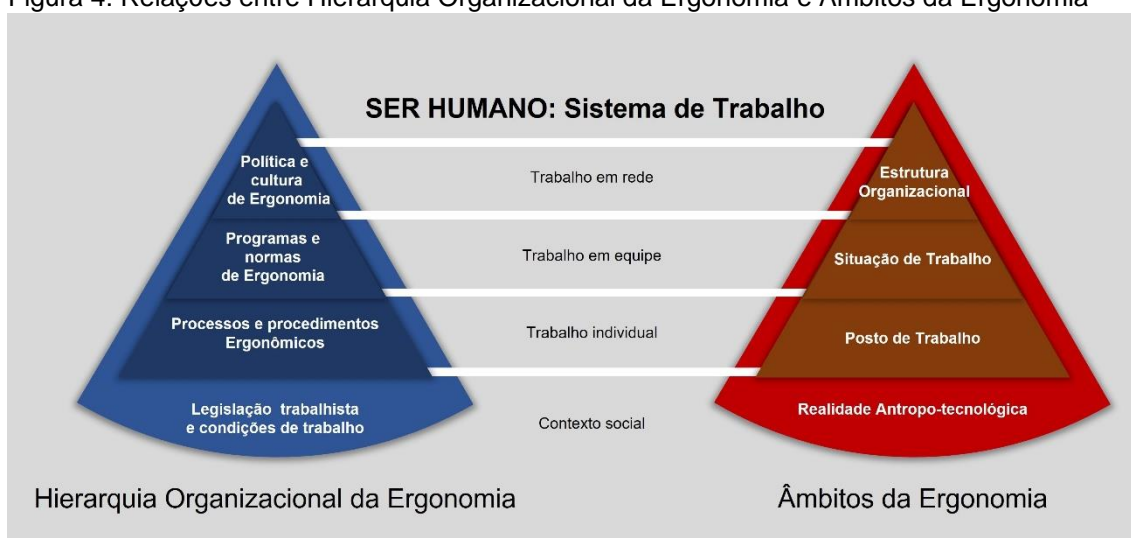 Figura 4: Relações entre Hierarquia Organizacional da Ergonomia e Âmbitos da Ergonomia
SER HUMANO: Sistema de Trabalho
Política e
cultura
de Ergonomia
Trabalho em rede
Estrutura
Organizacional
Programas e
normas
de Ergonomia
Trabalho em equipe
Situação de Trabalho
Processos e procedimentos
Ergonômicos
Trabalho individual
Posto de Trabalho
Legislação trabalhista
e condições de trabalho
Contexto social
Realidade Antropo-tecnológica
Hierarquia Organizacional da Ergonomia
Âmbitos da Ergonomia